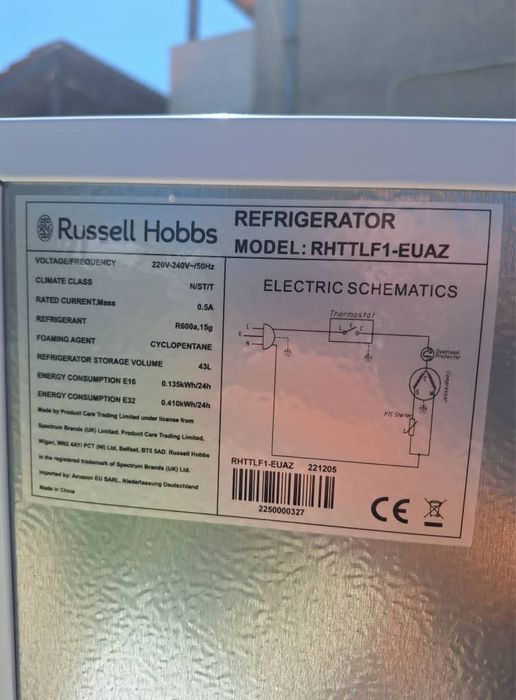 Russell Hobbs
REFRIGERATOR
MODEL: RHTTLF1-EUAZ
VOLTAGE/FREQUENCY 220V-240V~/50Hz
CLIMATE CLASS N/ST/T
RATED CURRENT,Mass 0.5A
REFRIGERANT R600a,15g
FOAMING AGENT CYCLOPENTANE
REFRIGERATOR STORAGE VOLUME 43L
ENERGY CONSUMPTION E16 0.135kWh/24h
ENERGY CONSUMPTION E32 0.410kWh/24h
Made by Product Care Trading Limited under license from
Spectrum Brands (UK) Limited. Product Care Trading Limited,
Wigan, WN2 4AY/ PCT (NI) Ltd, Belfast, BT5 5AD. Russell Hobbs
is the registered trademark of Spectrum Brands (UK) Ltd.
Imported by: Amazon EU SARL, Niederlassung Deutschland
Made in China
ELECTRIC SCHEMATICS
Thermostat
L C
L
E
N
Overload
Protector
Compressor
C
S M
PTC Starter
RHTTLF1-EUAZ 221205
2250000327
CE